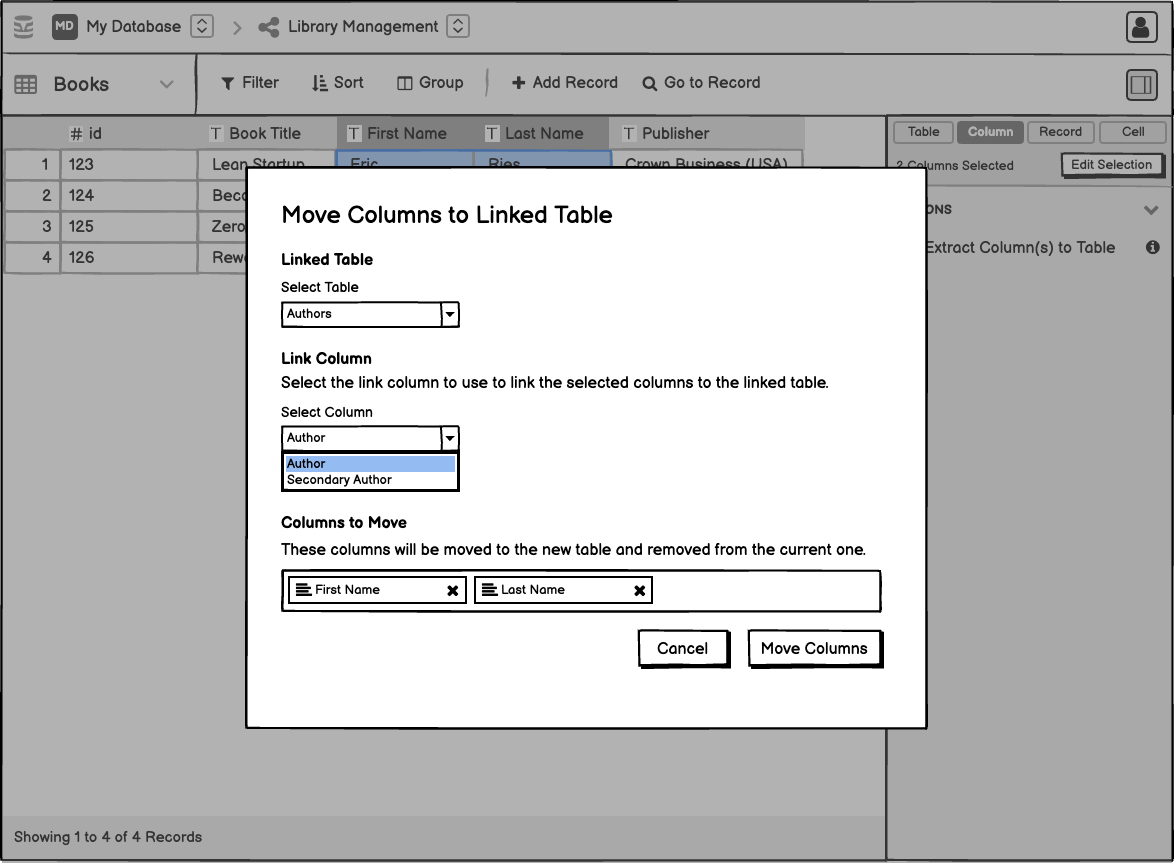 MD My Database Library Management
Books Filter Sort Group Add Record Go to Record
# id T Book Title T First Name T Last Name T Publisher
Table Column Record Cell
1 123 Lean Startup Eric Ries Crown Business (USA)
2 Columns Selected Edit Selection
2 124
3 125 Zero
4 126
Extract Column(s) to Table
Move Columns to Linked Table
Linked Table
Select Table
Authors
Link Column
Select the link column to use to link the selected columns to the linked table.
Select Column
Author
Author
Secondary Author
Columns to Move
These columns will be moved to the new table and removed from the current one.
First Name Last Name
Cancel Move Columns
Showing 1 to 4 of 4 Records